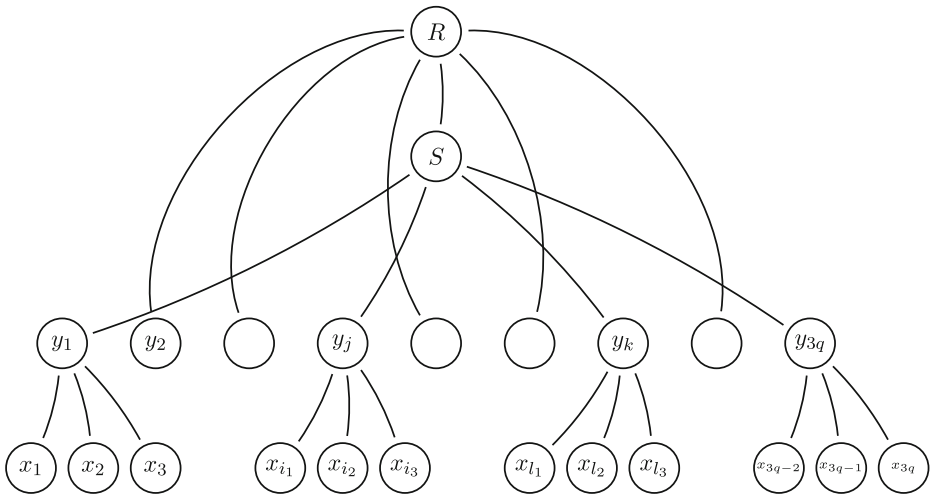 R
S
y₁ y₂ yⱼ yₖ y₃q
x₁ x₂ x₃ xᵢ₁ xᵢ₂ xᵢ₃ xₗ₁ xₗ₂ xₗ₃ x₃q₋₂ x₃q₋₁ x₃q